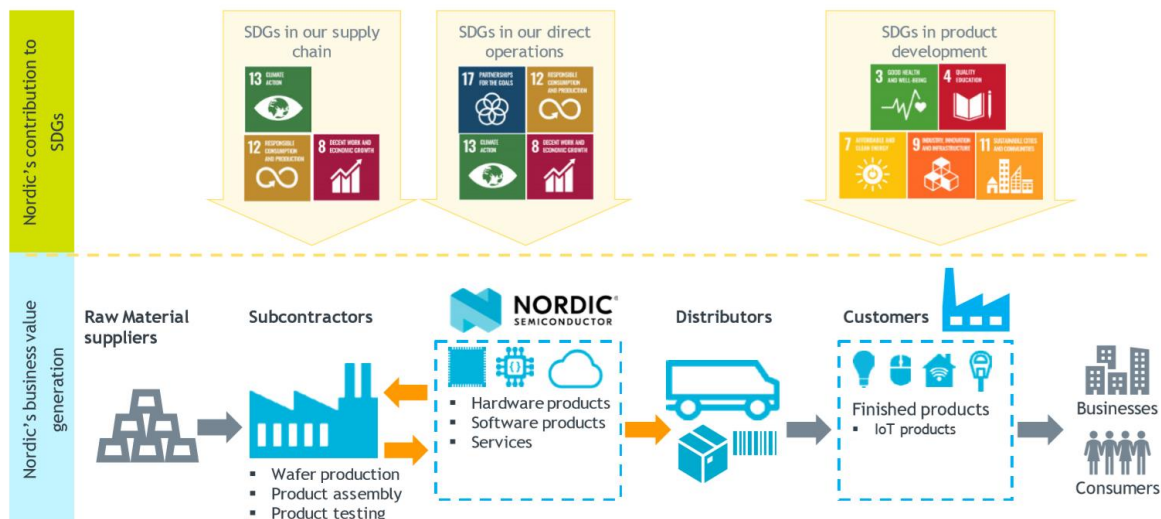 Nordic's contribution to
SDGs
SDGs in our supply
chain
13 CLIMATE
ACTION
12 RESPONSIBLE
CONSUMPTION
AND PRODUCTION
8 DECENT WORK AND
ECONOMIC GROWTH
SDGs in our direct
operations
17 PARTNERSHIPS
FOR THE GOALS
12 RESPONSIBLE
CONSUMPTION
AND PRODUCTION
13 CLIMATE
ACTION
8 DECENT WORK AND
ECONOMIC GROWTH
SDGs in product
development
3 GOOD HEALTH
AND WELL-BEING
4 QUALITY
EDUCATION
7 AFFORDABLE AND
CLEAN ENERGY
9 INDUSTRY, INNOVATION
AND INFRASTRUCTURE
11 SUSTAINABLE CITIES
AND COMMUNITIES
Nordic's business value
generation
Raw Material
suppliers
Subcontractors
▪ Wafer production
▪ Product assembly
▪ Product testing
NORDIC®
SEMICONDUCTOR
{}
▪ Hardware products
▪ Software products
▪ Services
Distributors
Customers
Finished products
▪ IoT products
Businesses
Consumers